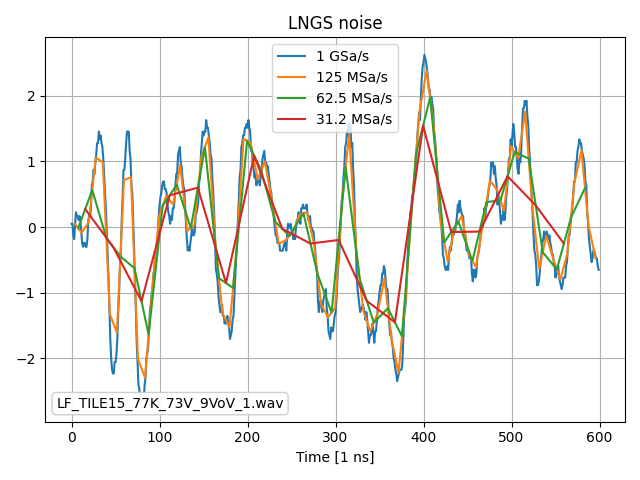 LNGS noise
1 GSa/s
125 MSa/s
62.5 MSa/s
31.2 MSa/s
2
1
0
−1
−2
LF_TILE15_77K_73V_9VoV_1.wav
0 100 200 300 400 500 600
Time [1 ns]